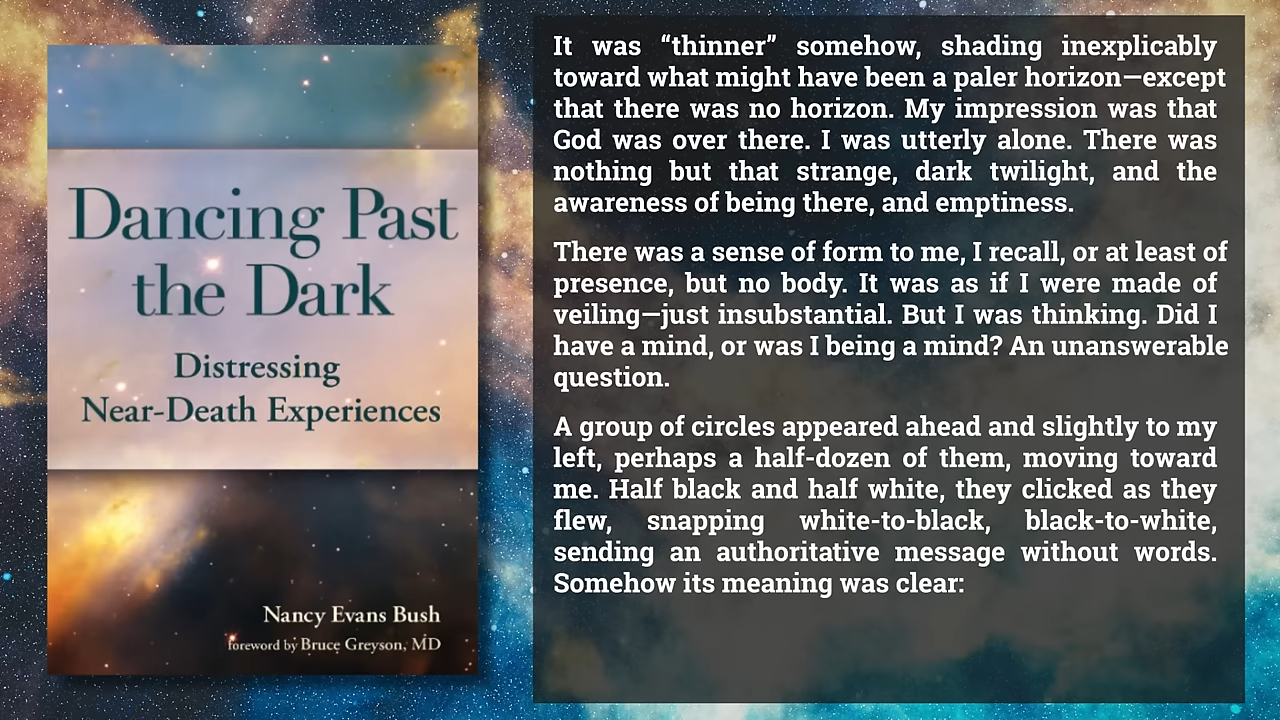 Dancing Past
the Dark
Distressing
Near-Death Experiences
Nancy Evans Bush
foreword by Bruce Greyson, MD
It was “thinner” somehow, shading inexplicably
toward what might have been a paler horizon—except
that there was no horizon. My impression was that
God was over there. I was utterly alone. There was
nothing but that strange, dark twilight, and the
awareness of being there, and emptiness.
There was a sense of form to me, I recall, or at least of
presence, but no body. It was as if I were made of
veiling—just insubstantial. But I was thinking. Did I
have a mind, or was I being a mind? An unanswerable
question.
A group of circles appeared ahead and slightly to my
left, perhaps a half-dozen of them, moving toward
me. Half black and half white, they clicked as they
flew, snapping white-to-black, black-to-white,
sending an authoritative message without words.
Somehow its meaning was clear: